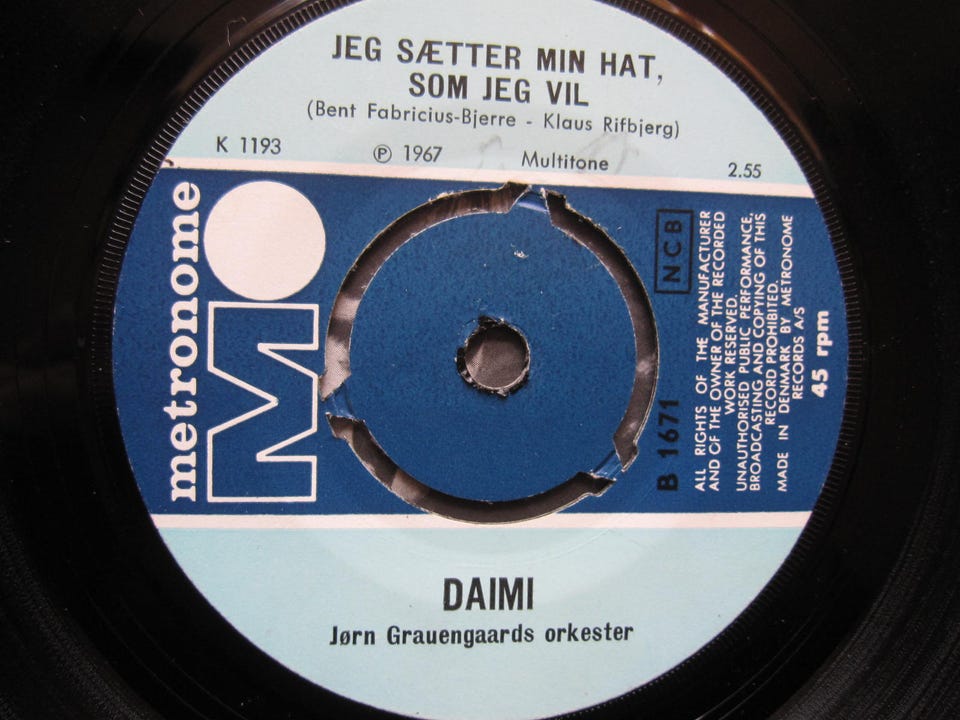 JEG SÆTTER MIN HAT,
SOM JEG VIL
(Bent Fabricius-Bjerre - Klaus Rifbjerg)
K 1193 ℗ 1967 Multitone 2.55
metronome
M
NCB
B 1671
ALL RIGHTS OF THE MANUFACTURER
AND OF THE OWNER OF THE RECORDED
WORK RESERVED.
UNAUTHORISED PUBLIC PERFORMANCE,
BROADCASTING AND COPYING OF THIS
RECORD PROHIBITED.
MADE IN DENMARK BY METRONOME
RECORDS A/S
45 rpm
DAIMI
Jørn Grauengaards orkester